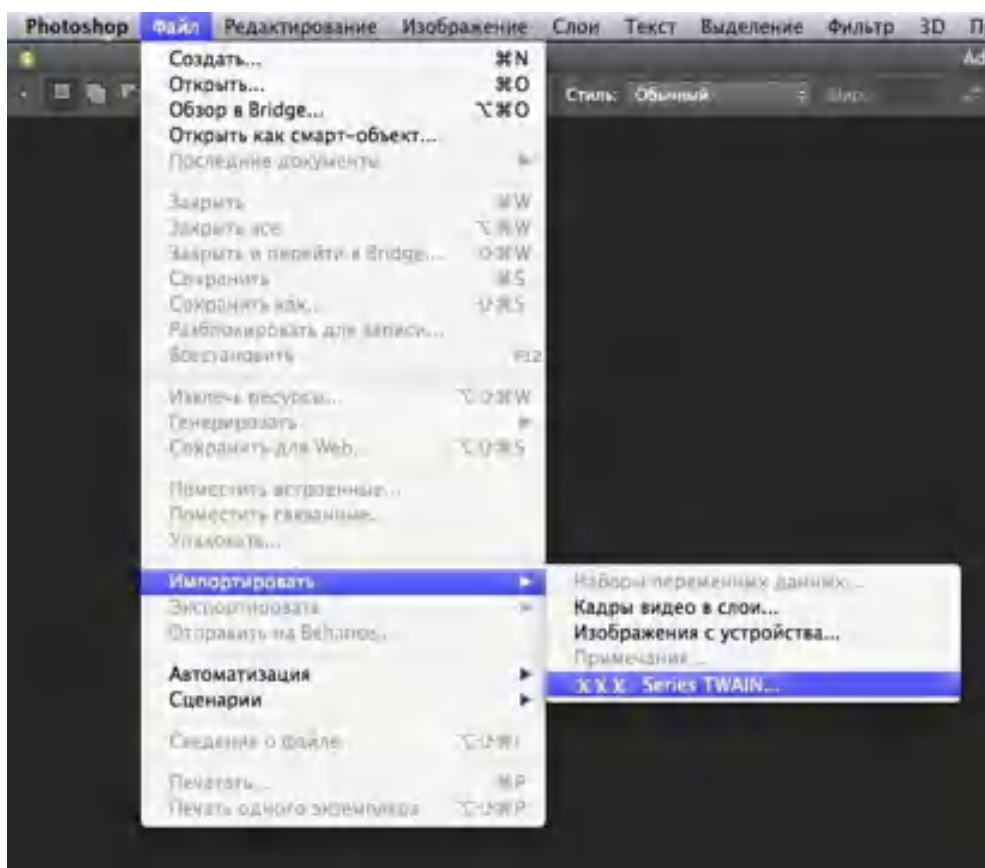 Photoshop Файл Редактирование Изображение Слои Текст Выделение Фильтр 3D
Ad
Стиль: Обычный Шир.:
Создать... ⌘N
Открыть... ⌘O
Обзор в Bridge... ⌥⌘O
Открыть как смарт-объект...
Последние документы
Закрыть ⌘W
Закрыть все ⌥⌘W
Закрыть и перейти в Bridge... ⇧⌘W
Сохранить ⌘S
Сохранить как... ⇧⌘S
Разблокировать для записи...
Восстановить F12
Извлечь ресурсы... ⌥⇧⌘W
Генерировать
Сохранить для Web... ⌥⇧⌘S
Поместить встроенные...
Поместить связанные...
Упаковать...
Импортировать
Экспортировать
Отправить на Behance...
Автоматизация
Сценарии
Сведения о файле... ⌥⇧⌘I
Печатать... ⌘P
Печать одного экземпляра ⌥⇧⌘P
Наборы переменных данных...
Кадры видео в слои...
Изображения с устройства...
Примечания...
X X X Series TWAIN...